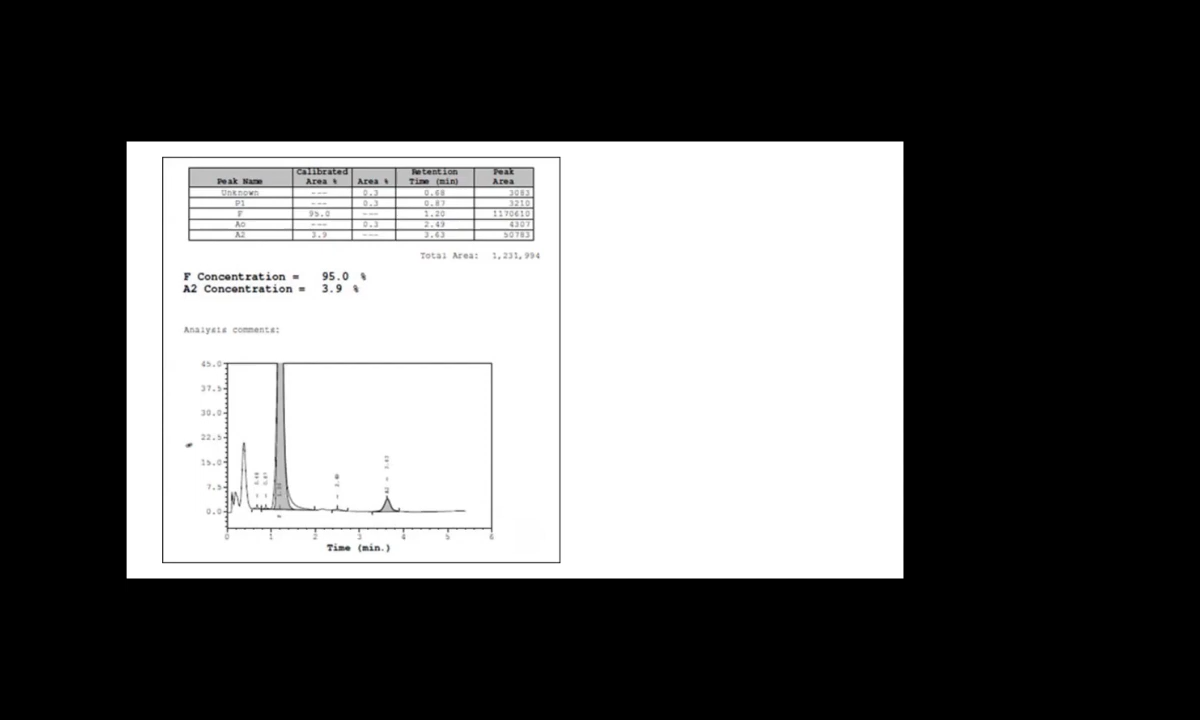 Peak Name Calibrated Area % Area % Retention Time (min) Peak Area
Unknown --- 0.3 0.68 3083
P1 --- 0.3 0.87 3210
F 95.0 --- 1.20 1170610
Ao --- 0.3 2.49 4307
A2 3.9 --- 3.63 50783
Total Area: 1,231,994
F Concentration = 95.0 %
A2 Concentration = 3.9 %
Analysis comments:
45.0
37.5
30.0
22.5
15.0
7.5
0.0
%
A2 - 3.63
F
0 1 2 3 4 5 6
Time (min.)